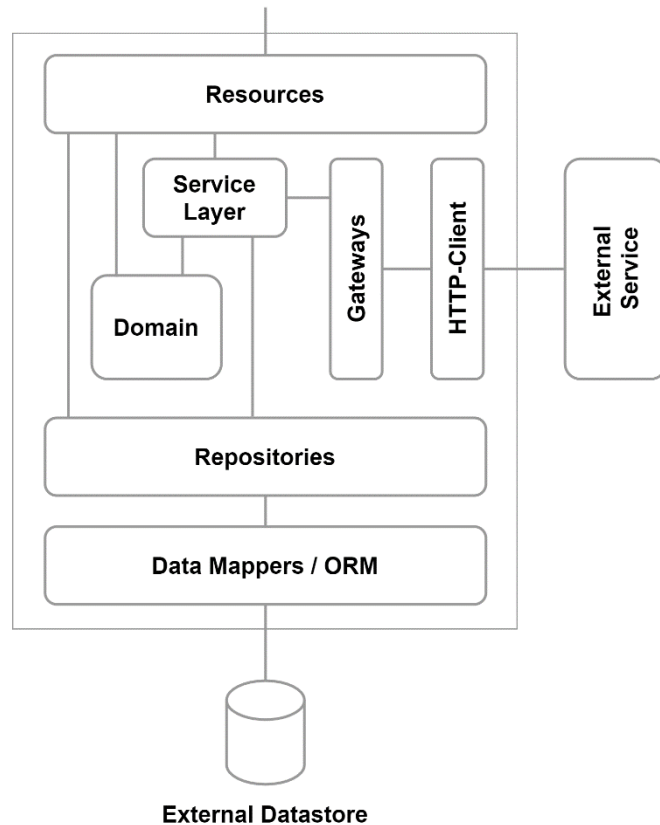 Resources
Service
Layer
Gateways
HTTP-Client
External
Service
Domain
Repositories
Data Mappers / ORM
External Datastore